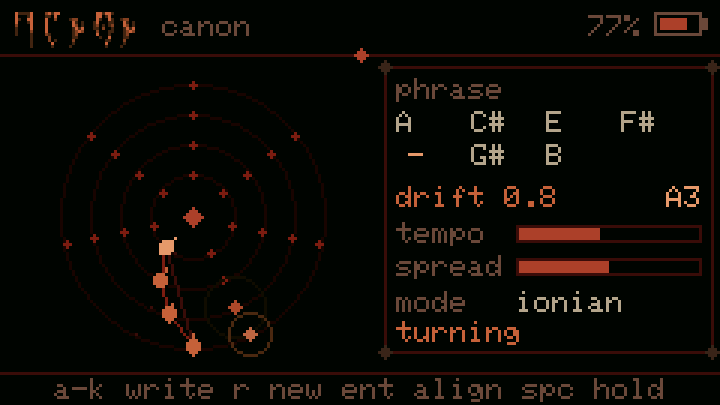 canon 77%
phrase
A C# E F#
– G# B
drift 0.8 A3
tempo
spread
mode ionian
turning
a-k write r new ent align spc hold